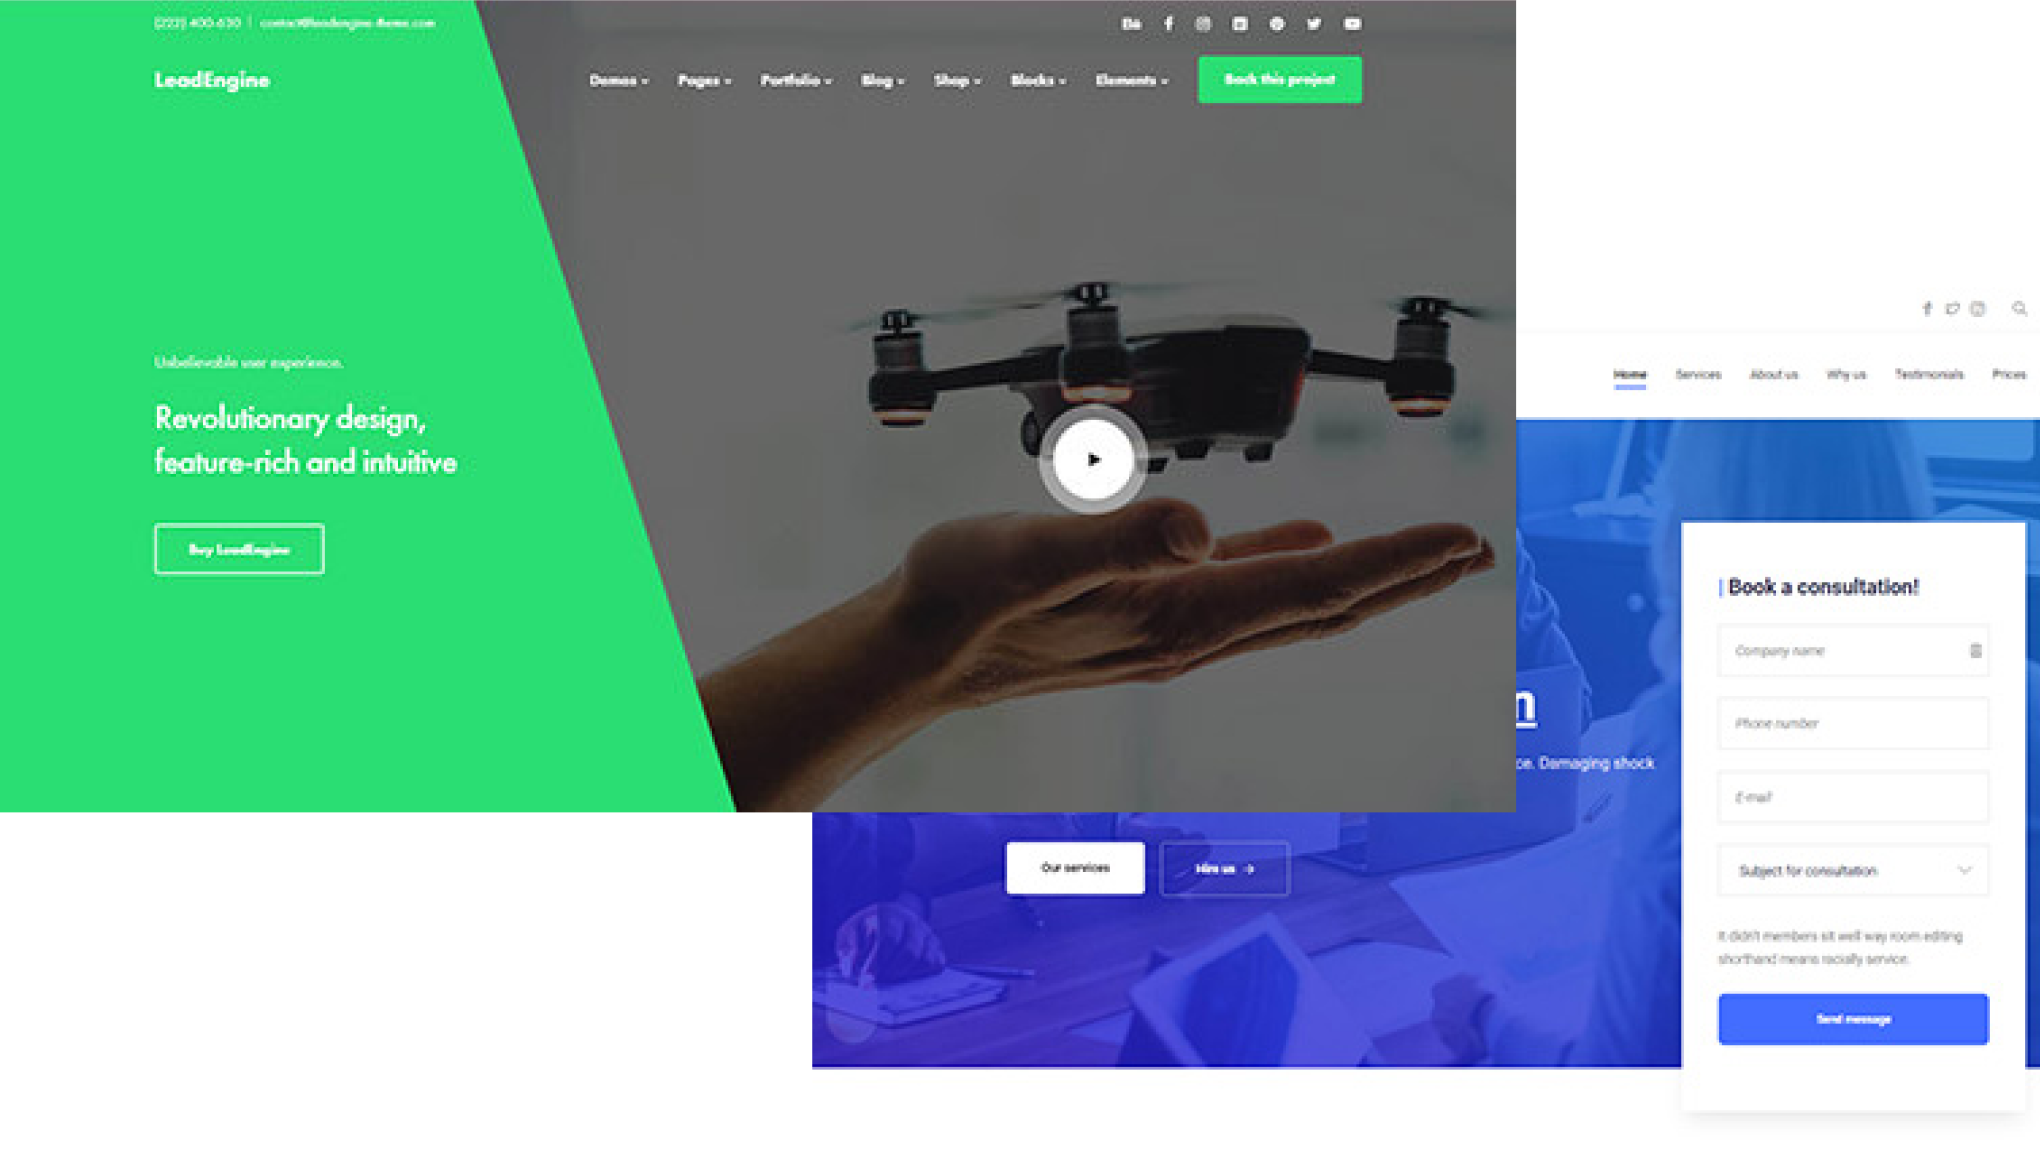 (222) 400-630 | contact@leadengine-theme.com
LeadEngine
Demos
Pages
Portfolio
Blog
Shop
Blocks
Elements
Back this project
Unbelievable user experience.
Revolutionary design,
feature-rich and intuitive
Buy LeadEngine
Home
Services
About us
Why us
Testimonials
Prices
n
ce. Damaging shock
Our services
Hire us →
Book a consultation!
Company name
Phone number
E-mail
Subject for consultation
It didn't members sit well way room editing
shorthand means racially service.
Send message